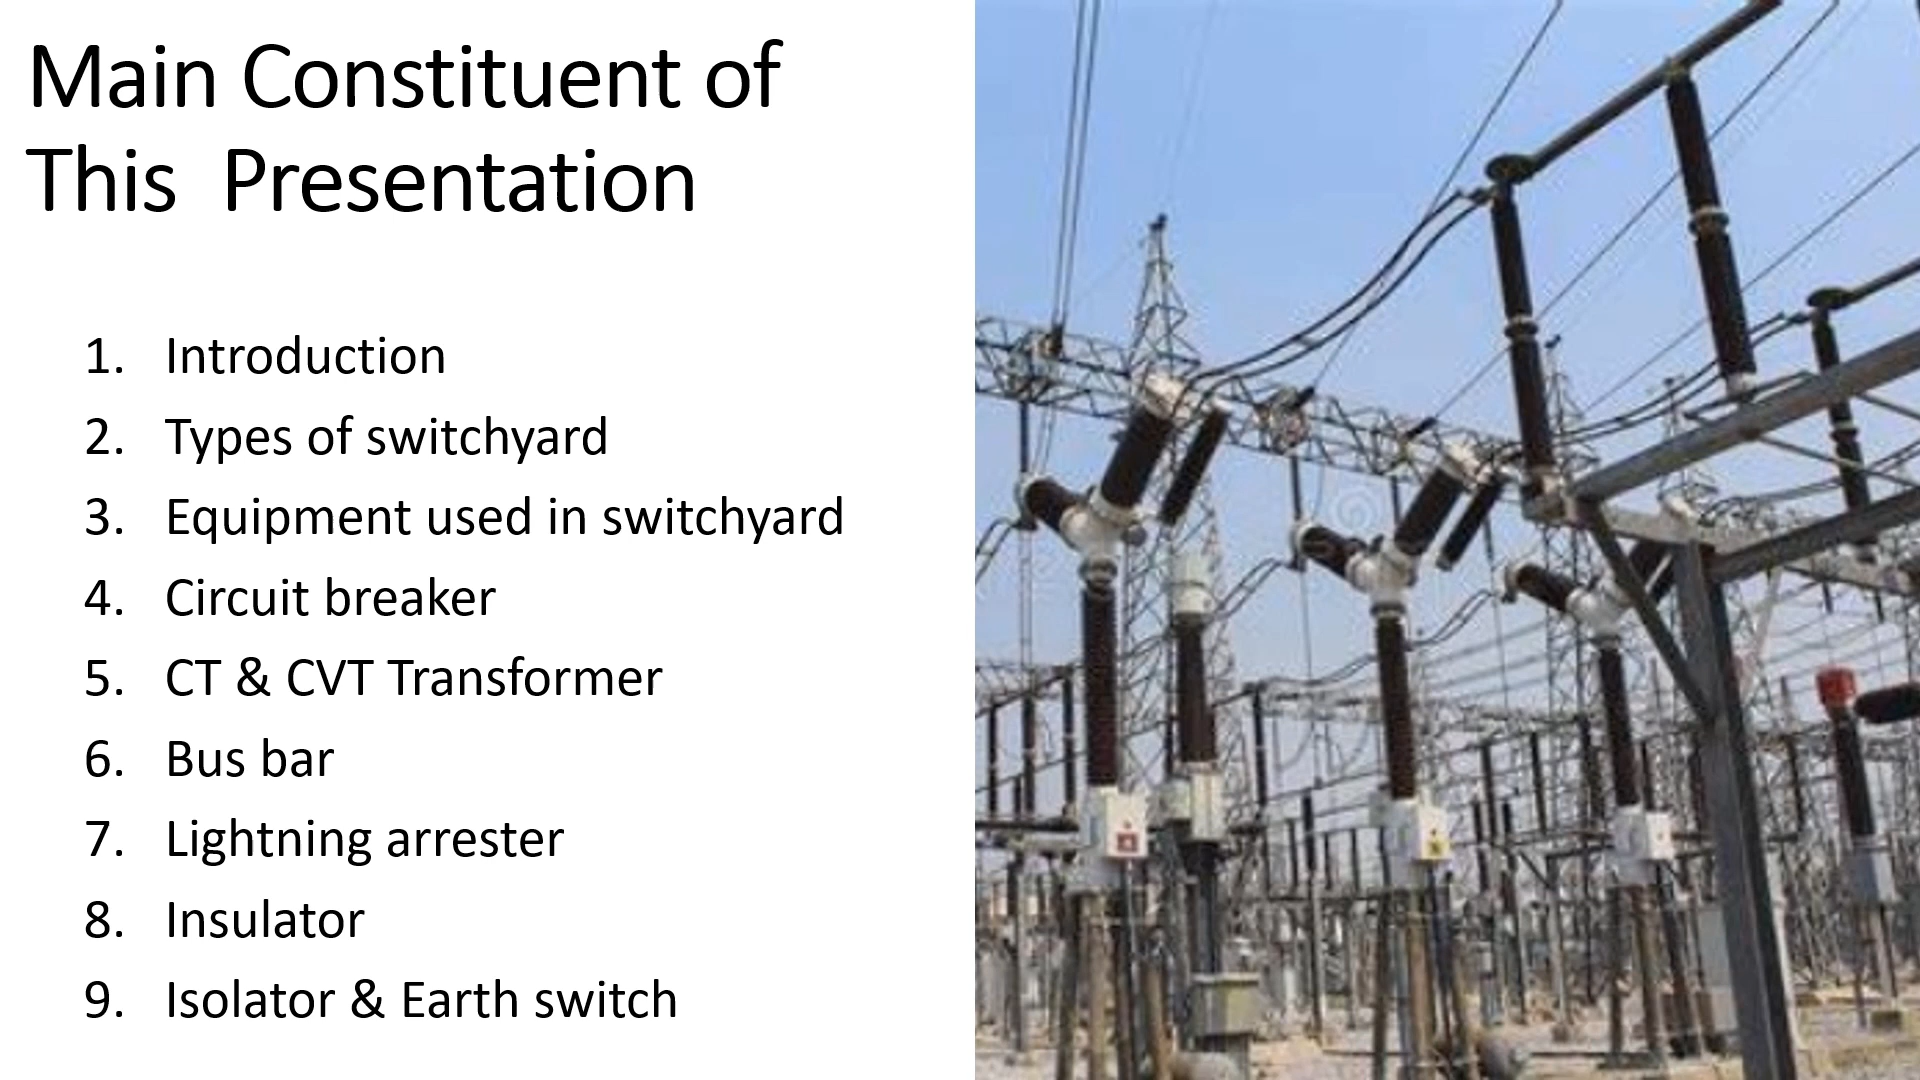 Main Constituent of
This  Presentation
1. Introduction
2. Types of switchyard
3. Equipment used in switchyard
4. Circuit breaker
5. CT & CVT Transformer
6. Bus bar
7. Lightning arrester
8. Insulator
9. Isolator & Earth switch